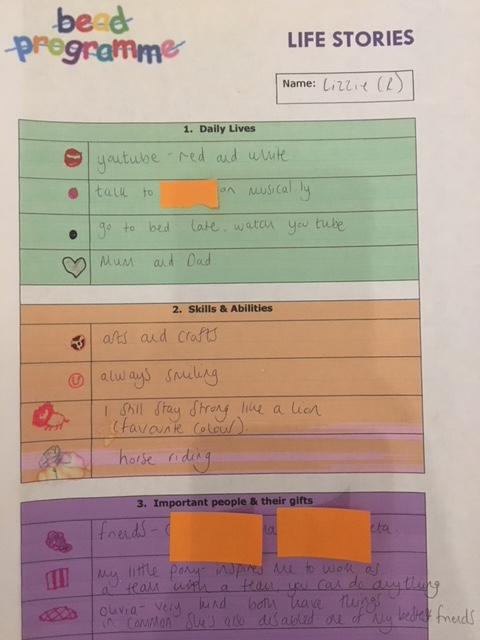 bead
programme
LIFE STORIES
Name: Lizzie (R)
1. Daily Lives
youtube - red and white
talk to on musically
go to bed late. watch you tube
Mum and Dad
2. Skills & Abilities
arts and crafts
always smiling
I still stay strong like a lion
(favourite colour).
horse riding
3. Important people & their gifts
friends -
My little pony - inspires me to work as
a team with a team you can do anything
olivia - very kind both have things
in common she's also disabled one of my bestest friends